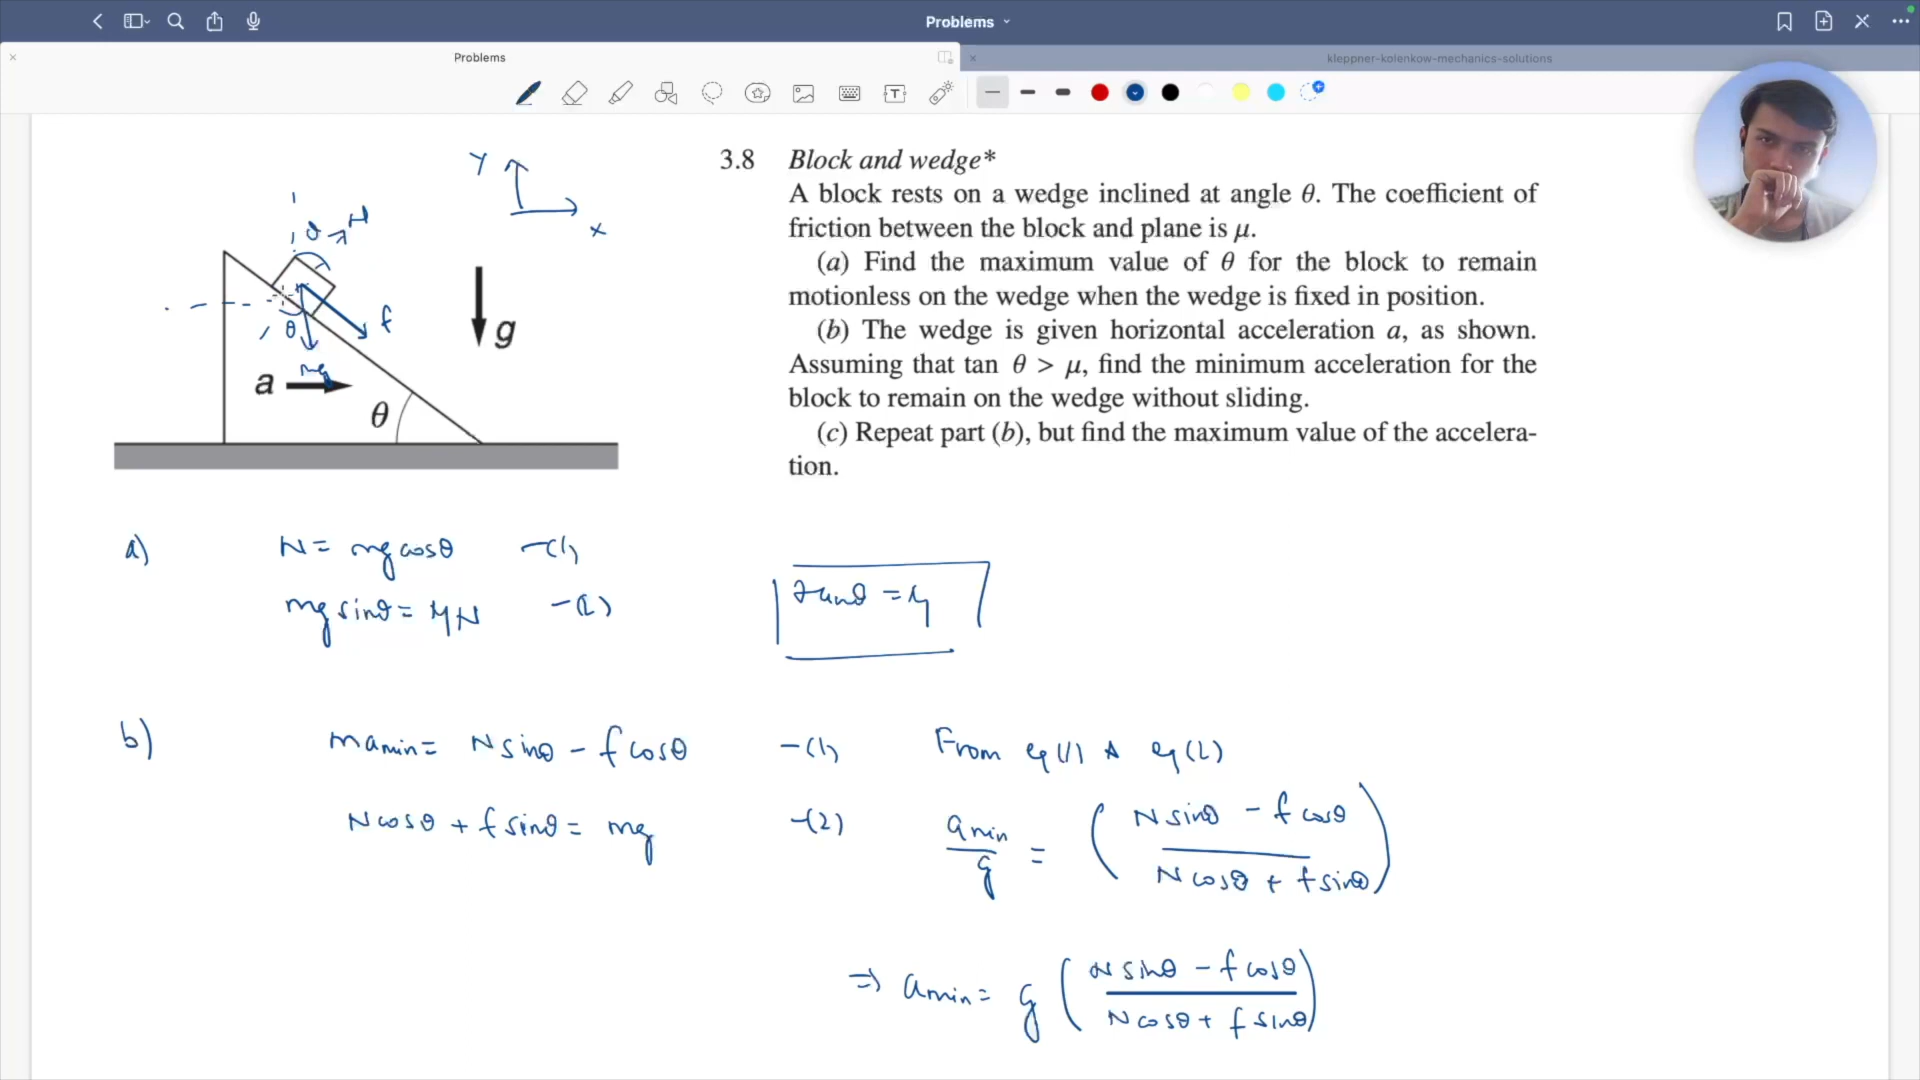 Problems
Problems
kleppner-kolenkow-mechanics-solutions
3.8 Block and wedge*
A block rests on a wedge inclined at angle θ. The coefficient of
friction between the block and plane is μ.
(a) Find the maximum value of θ for the block to remain
motionless on the wedge when the wedge is fixed in position.
(b) The wedge is given horizontal acceleration a, as shown.
Assuming that tan θ > μ, find the minimum acceleration for the
block to remain on the wedge without sliding.
(c) Repeat part (b), but find the maximum value of the accelera-
tion.
Y
x
θ N
f
θ
mg
g
a
θ
a) N = mg cosθ -(1)
mg sinθ = μN -(2)
tanθ = μ
b) mamin = N sinθ - f cosθ -(1)
N cosθ + f sinθ = mg -(2)
From eq(1) & eq(2)
amin/g = (N sinθ - f cosθ / N cosθ + f sinθ)
⇒ amin = g (N sinθ - f cosθ / N cosθ + f sinθ)